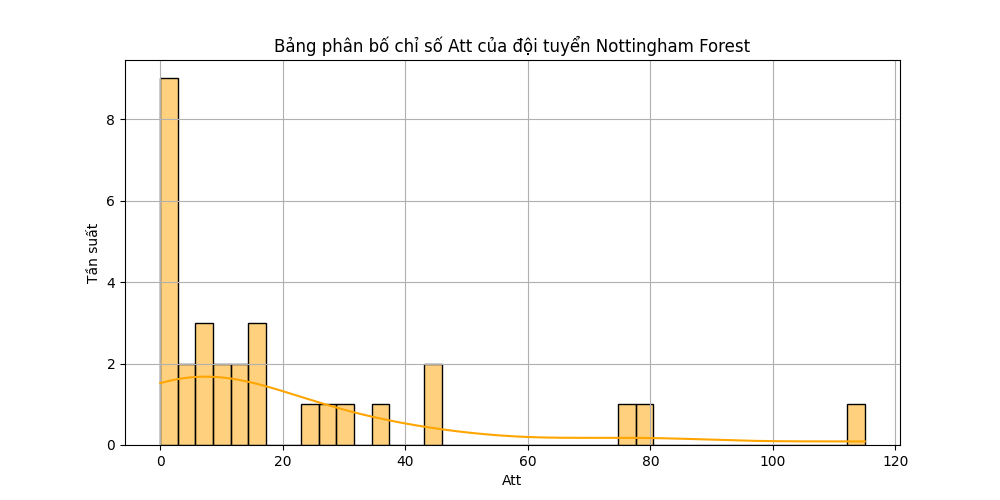 Bảng phân bố chỉ số Att của đội tuyển Nottingham Forest
Tần suất
8
6
4
2
0
0 20 40 60 80 100 120
Att